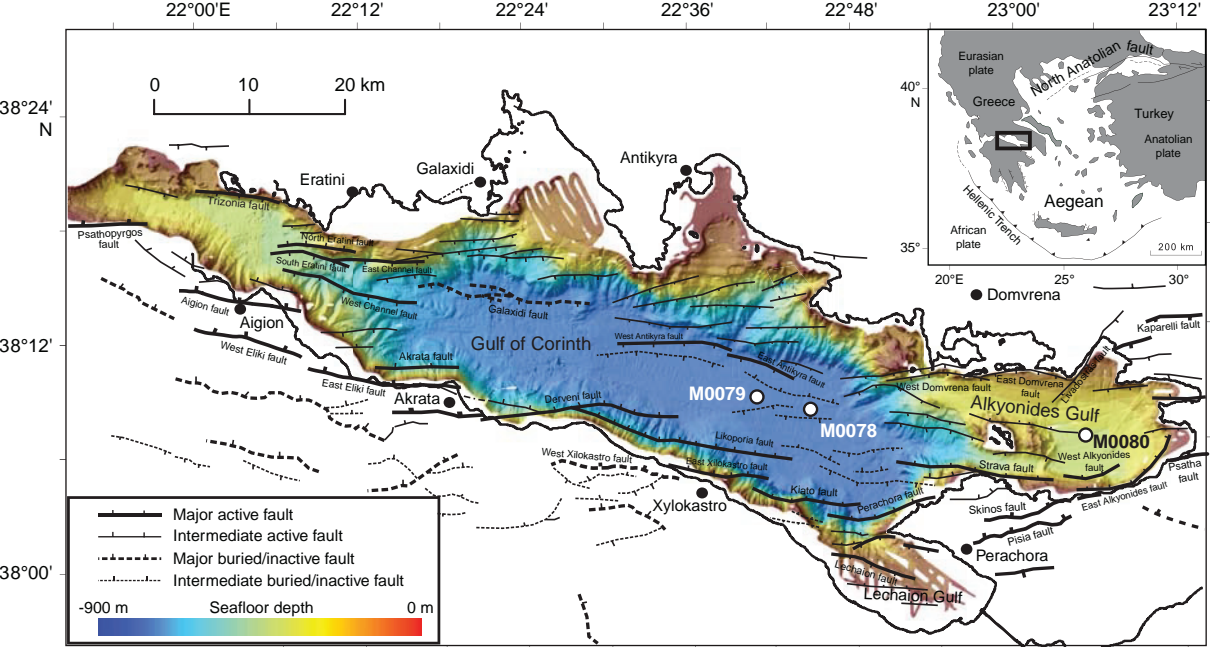 22°00'E 22°12' 22°24' 22°36' 22°48' 23°00' 23°12'
38°24'
N
38°12'
38°00'
0 10 20 km
Eratini
Galaxidi
Antikyra
Trizonia fault
Psathopyrgos
fault
North Eratini fault
South Eratini fault
East Channel fault
West Channel fault
Galaxidi fault
Aigion fault
Aigion
West Eliki fault
East Eliki fault
Akrata fault
Akrata
Gulf of Corinth
West Antikyra fault
East Antikyra fault
Derveni fault
M0079
M0078
M0080
Likoporia fault
West Xilokastro fault
East Xilokastro fault
Xylokastro
Kiato fault
Perachora fault
Lechaion fault
Lechaion Gulf
Domvrena
Kaparelli fault
Livadostra fault
West Domvrena fault
East Domvrena
fault
Alkyonides Gulf
West Alkyonides
fault
Strava fault
Psatha
fault
East Alkyonides fault
Skinos fault
Pisia fault
Perachora
Major active fault
Intermediate active fault
Major buried/inactive fault
Intermediate buried/inactive fault
-900 m Seafloor depth 0 m
Eurasian
plate
North Anatolian fault
40°
N
Greece
Turkey
Anatolian
plate
Hellenic Trench
Aegean
African
plate
35°
200 km
20°E 25° 30°